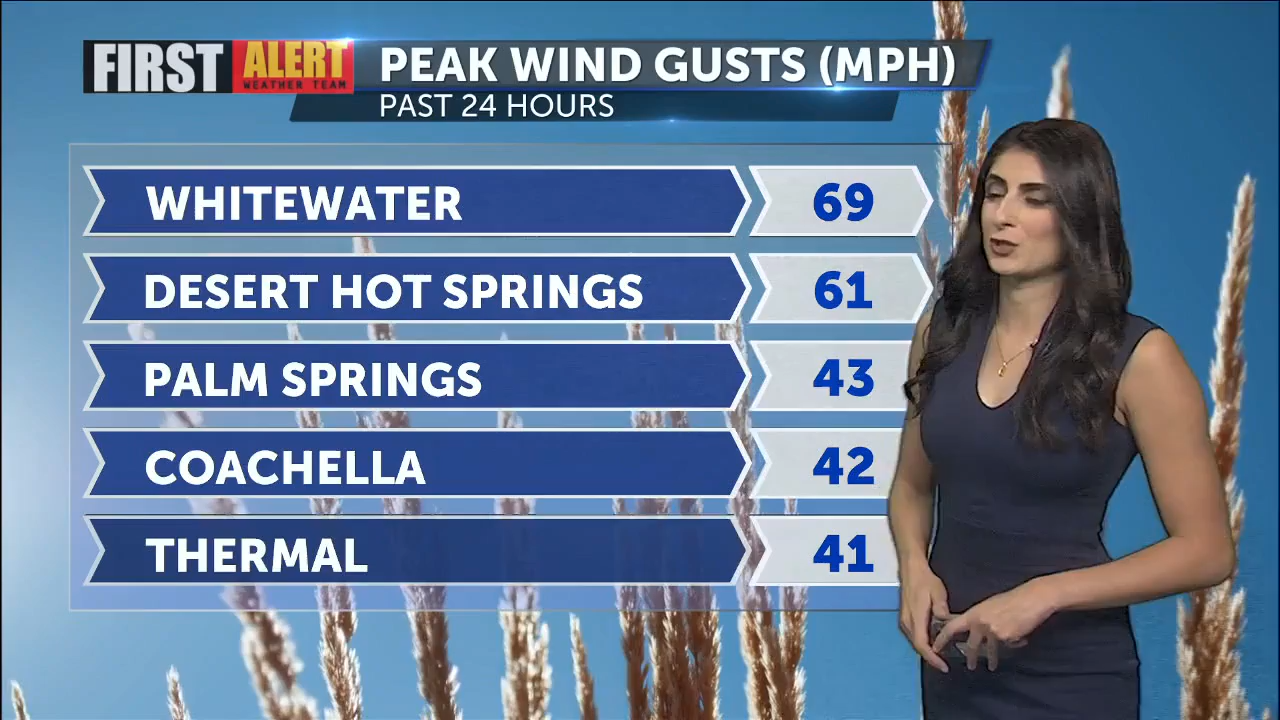 FIRST ALERT
WEATHER TEAM
PEAK WIND GUSTS (MPH)
PAST 24 HOURS
WHITEWATER 69
DESERT HOT SPRINGS 61
PALM SPRINGS 43
COACHELLA 42
THERMAL 41